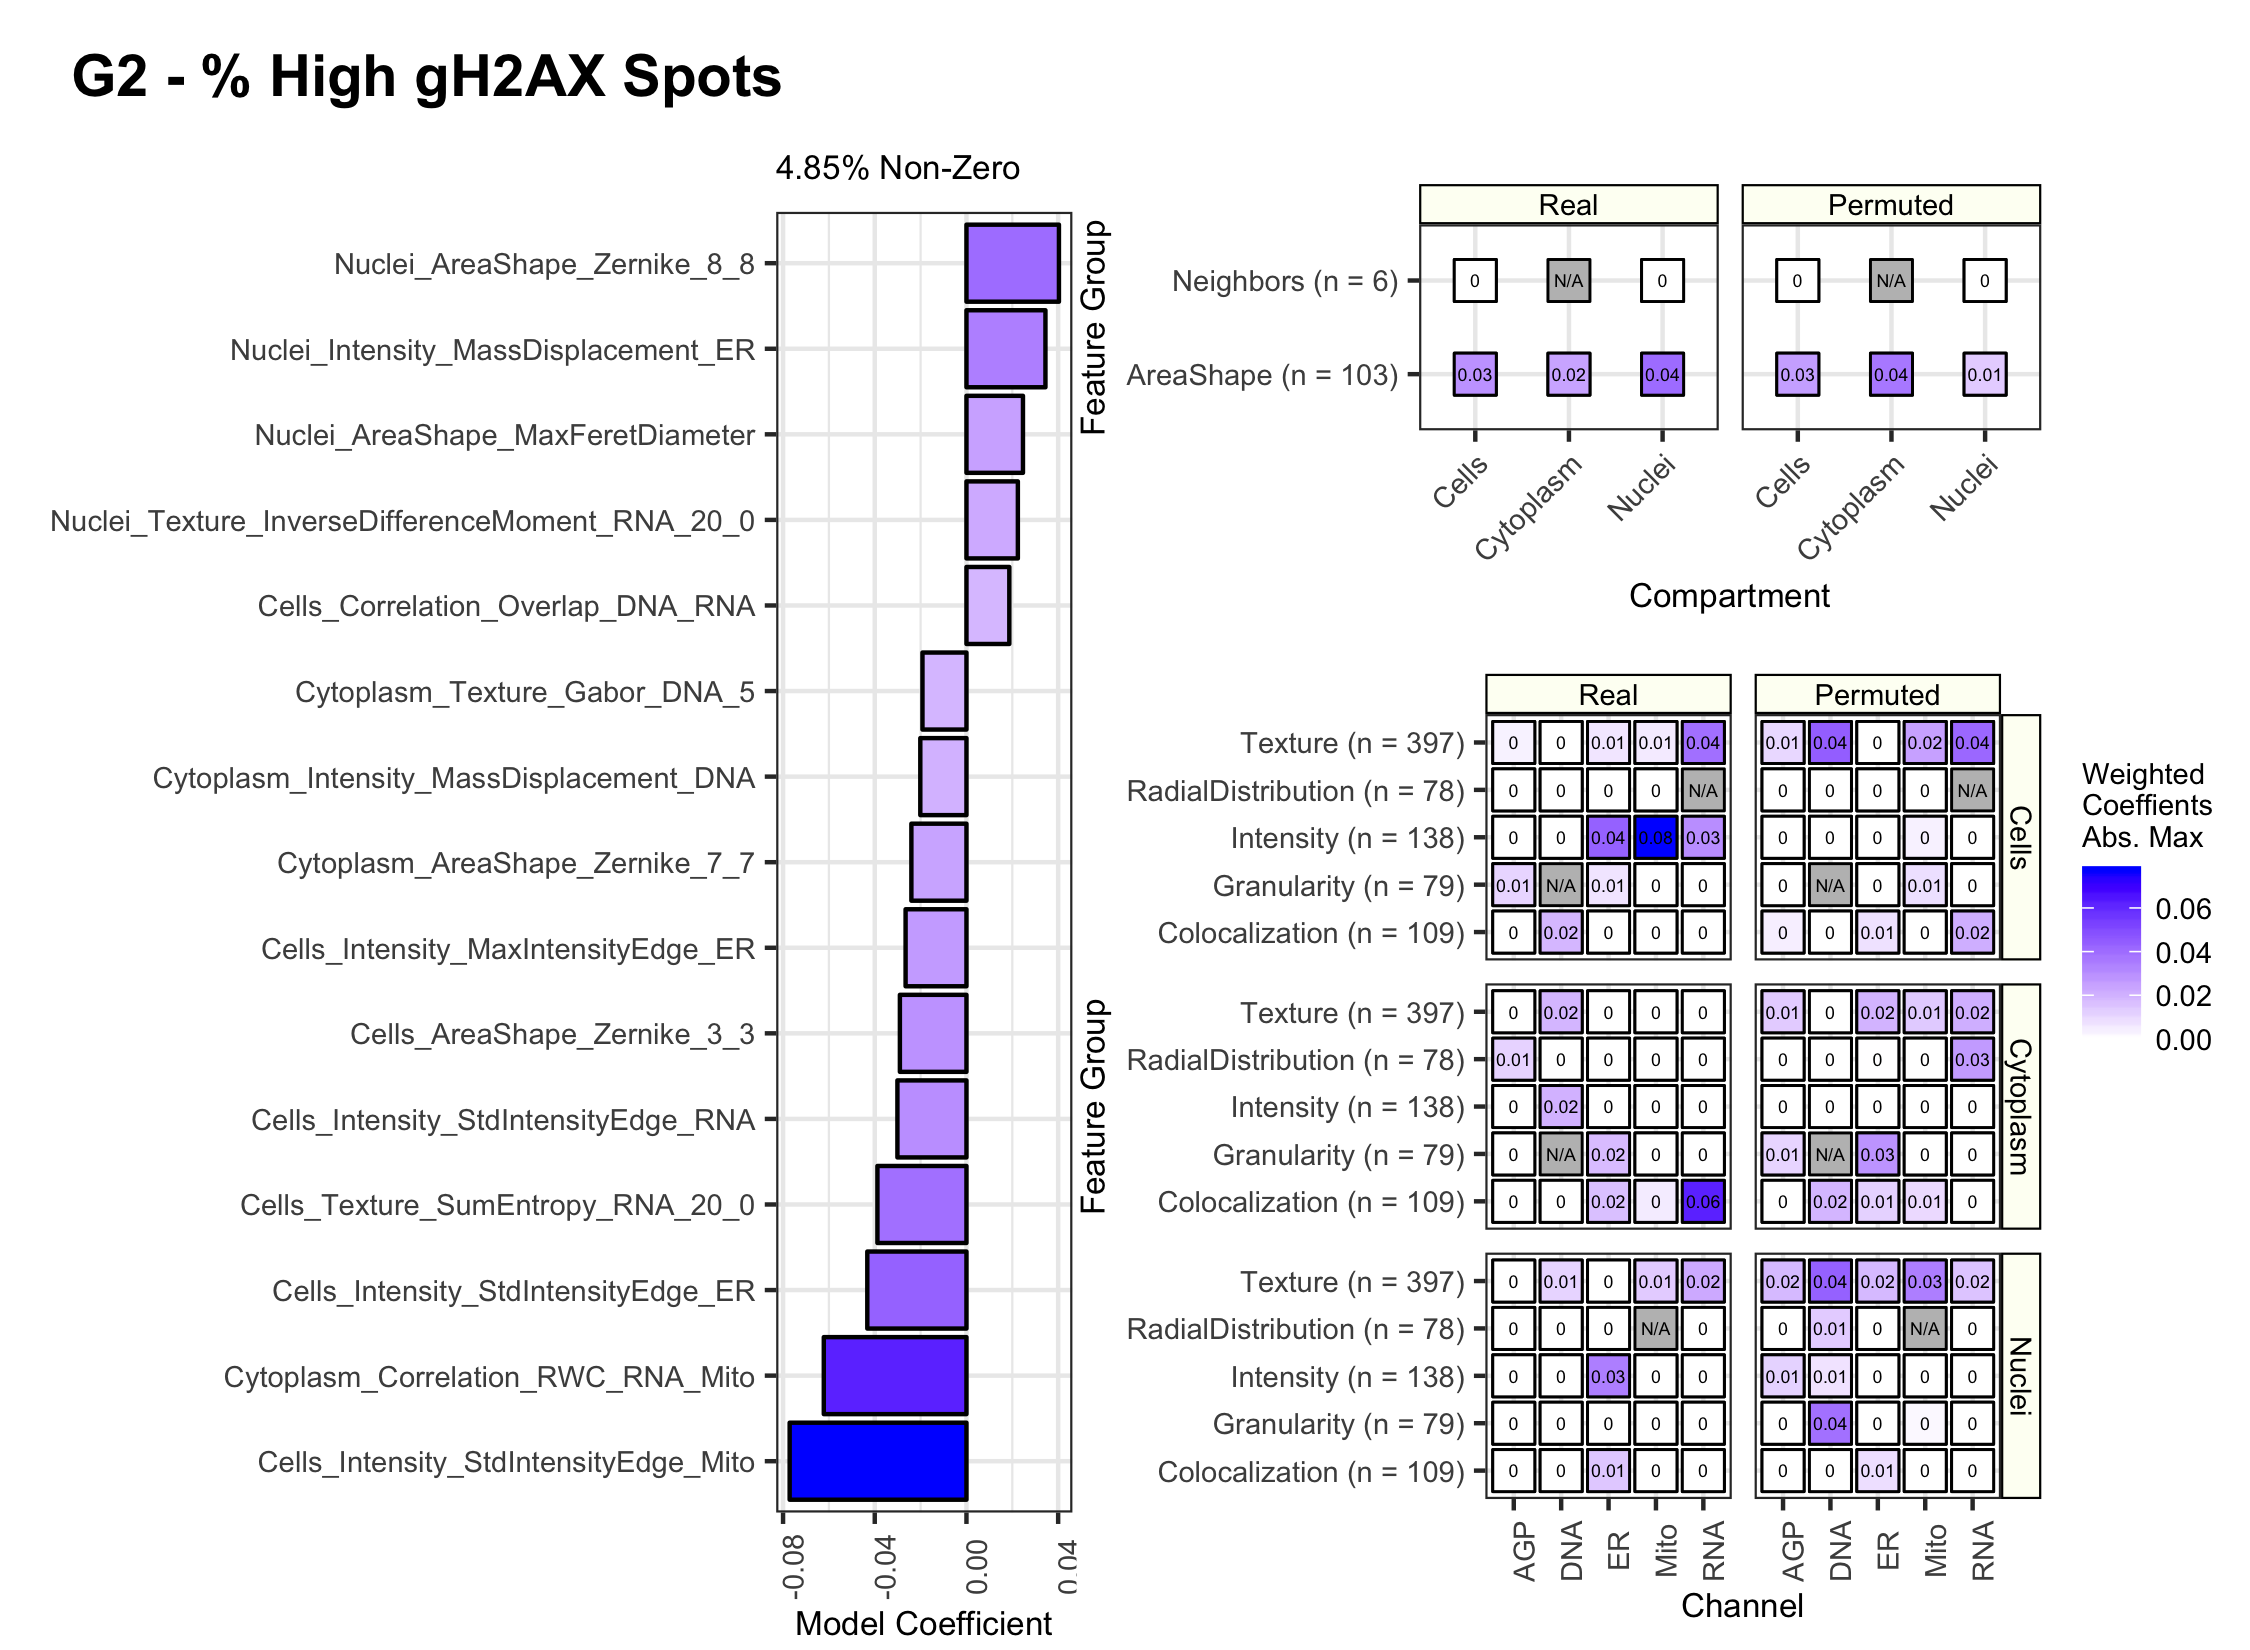 G2 - % High gH2AX Spots
4.85% Non-Zero
Nuclei_AreaShape_Zernike_8_8
Nuclei_Intensity_MassDisplacement_ER
Nuclei_AreaShape_MaxFeretDiameter
Nuclei_Texture_InverseDifferenceMoment_RNA_20_0
Cells_Correlation_Overlap_DNA_RNA
Cytoplasm_Texture_Gabor_DNA_5
Cytoplasm_Intensity_MassDisplacement_DNA
Cytoplasm_AreaShape_Zernike_7_7
Cells_Intensity_MaxIntensityEdge_ER
Cells_AreaShape_Zernike_3_3
Cells_Intensity_StdIntensityEdge_RNA
Cells_Texture_SumEntropy_RNA_20_0
Cells_Intensity_StdIntensityEdge_ER
Cytoplasm_Correlation_RWC_RNA_Mito
Cells_Intensity_StdIntensityEdge_Mito
-0.08 -0.04 0.00 0.04
Model Coefficient
Feature Group
Real Permuted
Neighbors (n = 6) 0 N/A 0 0 N/A 0
AreaShape (n = 103) 0.03 0.02 0.04 0.03 0.04 0.01
Cells Cytoplasm Nuclei Cells Cytoplasm Nuclei
Compartment
Feature Group
Real Permuted
Texture (n = 397) 0 0 0.01 0.01 0.04 0.01 0.04 0 0.02 0.04
RadialDistribution (n = 78) 0 0 0 0 N/A 0 0 0 0 N/A
Intensity (n = 138) 0 0 0.04 0.08 0.03 0 0 0 0 0
Granularity (n = 79) 0.01 N/A 0.01 0 0 0 N/A 0 0.01 0
Colocalization (n = 109) 0 0.02 0 0 0 0 0 0.01 0 0.02
Cells
Texture (n = 397) 0 0.02 0 0 0 0.01 0 0.02 0.01 0.02
RadialDistribution (n = 78) 0.01 0 0 0 0 0 0 0 0 0.03
Intensity (n = 138) 0 0.02 0 0 0 0 0 0 0 0
Granularity (n = 79) 0 N/A 0.02 0 0 0.01 N/A 0.03 0 0
Colocalization (n = 109) 0 0 0.02 0 0.06 0 0.02 0.01 0.01 0
Cytoplasm
Texture (n = 397) 0 0.01 0 0.01 0.02 0.02 0.04 0.02 0.03 0.02
RadialDistribution (n = 78) 0 0 0 N/A 0 0 0.01 0 N/A 0
Intensity (n = 138) 0 0 0.03 0 0 0.01 0.01 0 0 0
Granularity (n = 79) 0 0 0 0 0 0 0.04 0 0 0
Colocalization (n = 109) 0 0 0.01 0 0 0 0 0.01 0 0
Nuclei
AGP DNA ER Mito RNA AGP DNA ER Mito RNA
Channel
Weighted
Coeffients
Abs. Max
0.06
0.04
0.02
0.00